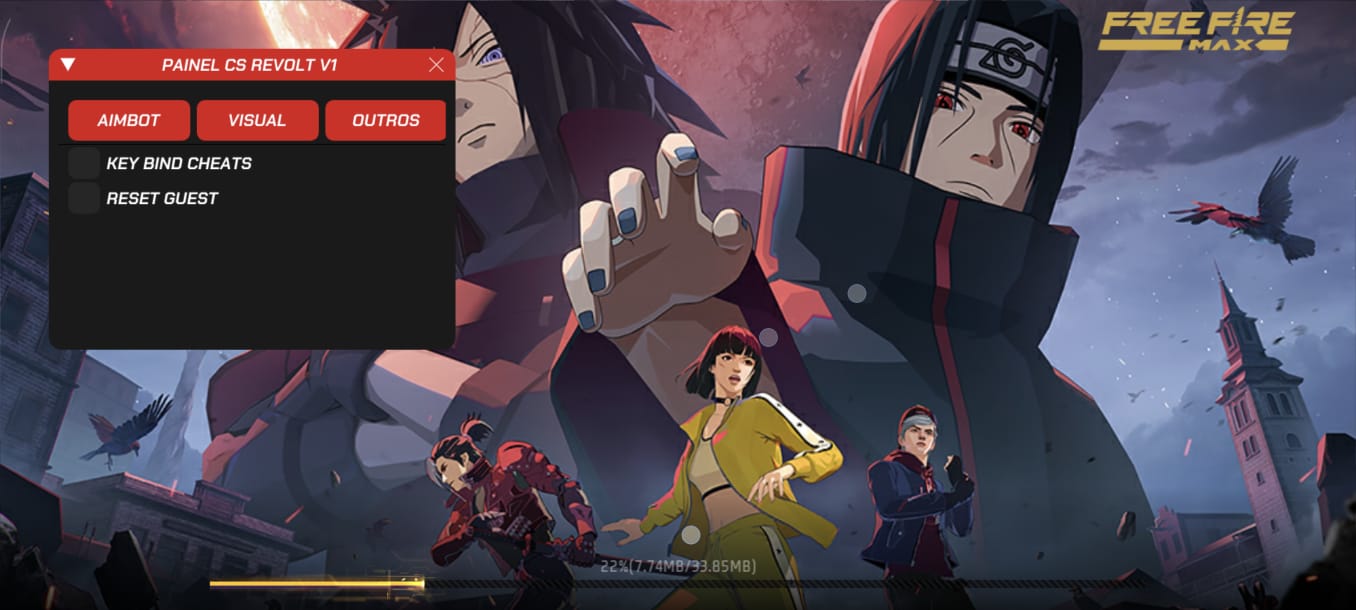 FREE FIRE
MAX
PAINEL CS REVOLT V1
AIMBOT VISUAL OUTROS
KEY BIND CHEATS
RESET GUEST
22%(7.74MB/33.85MB)